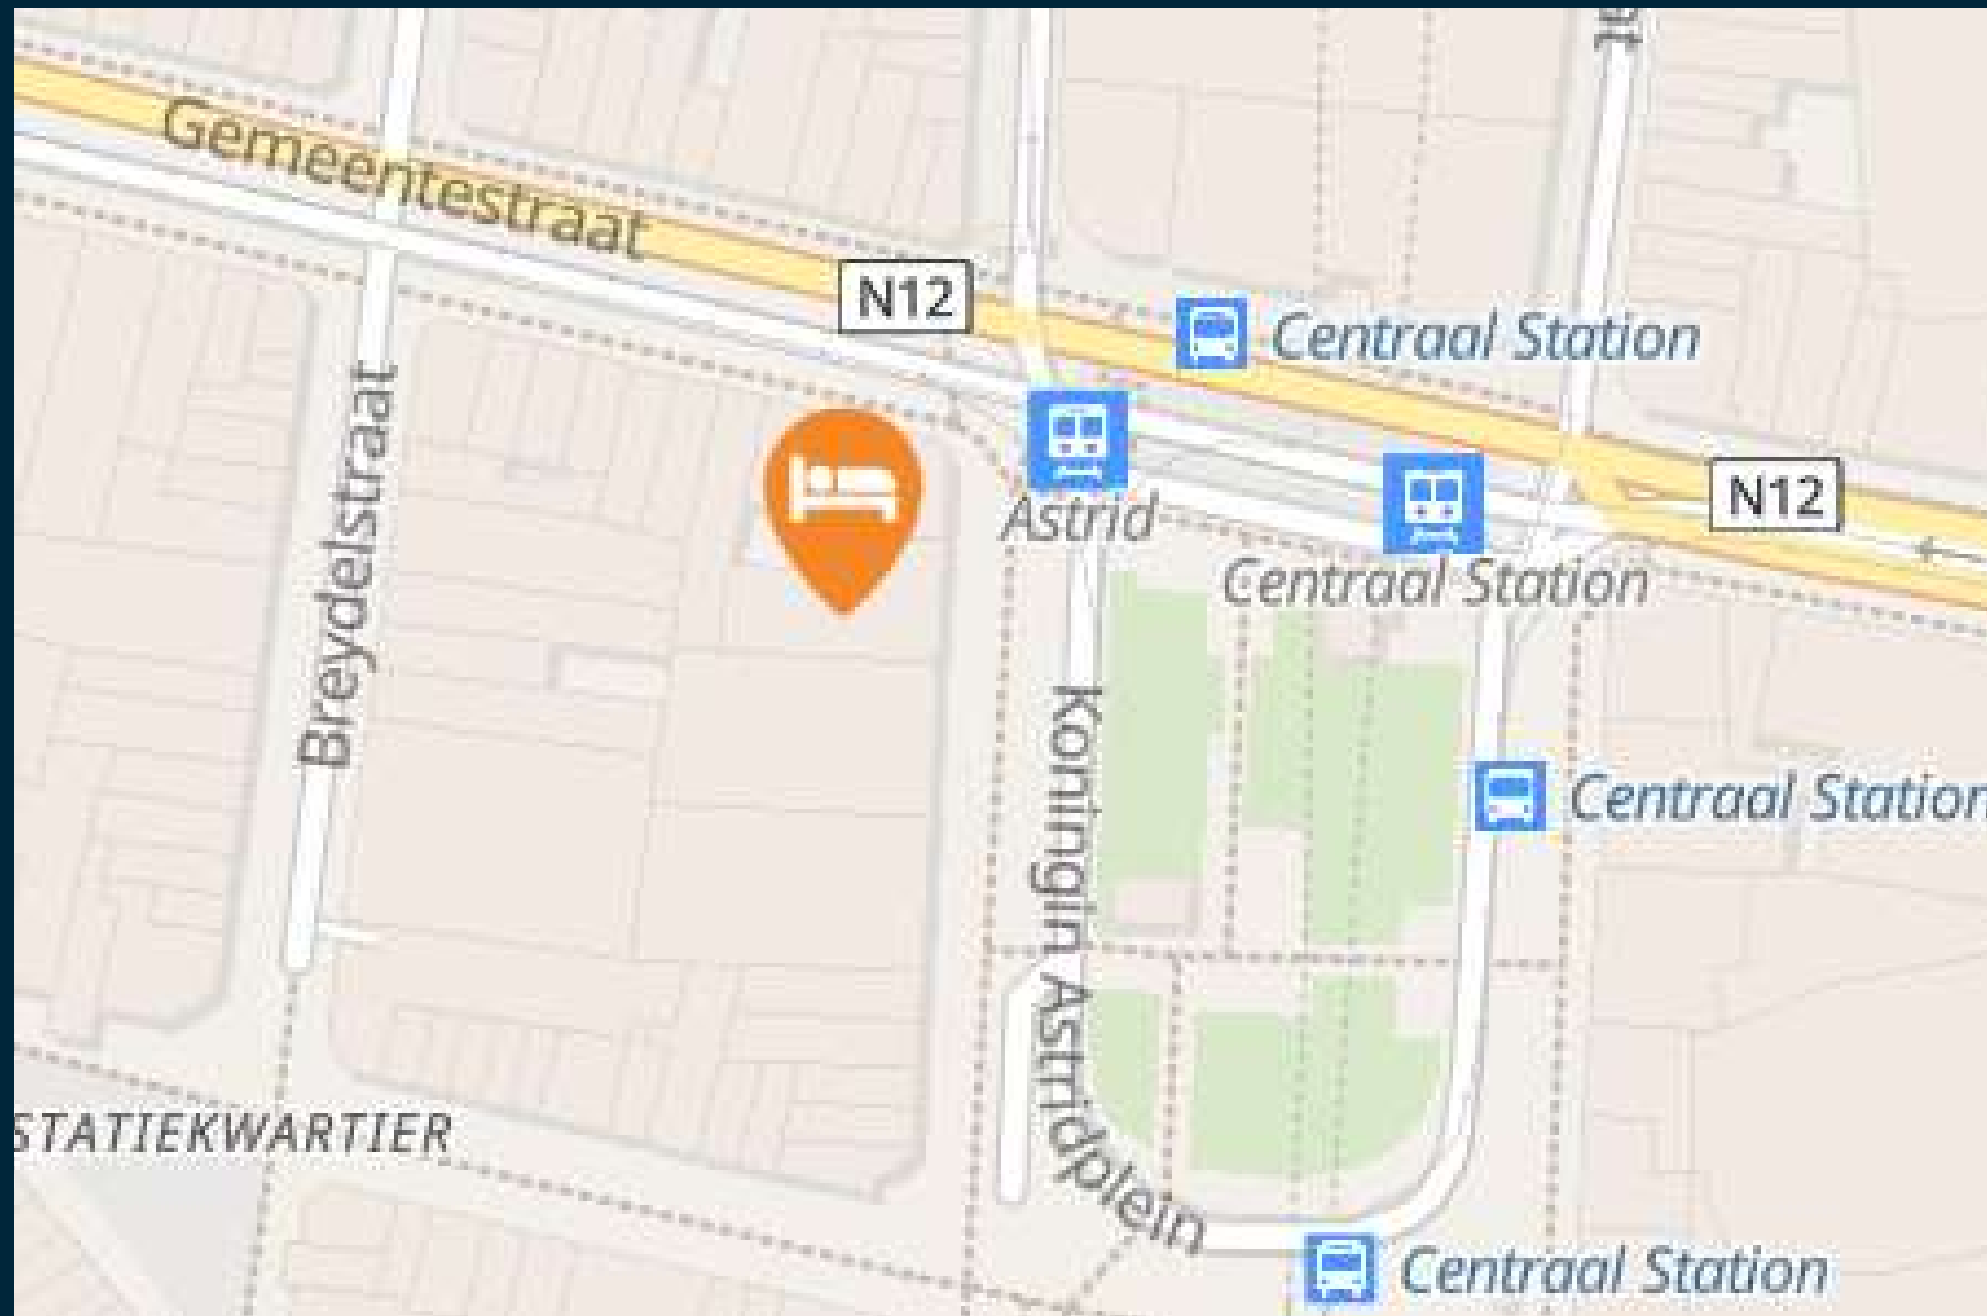 Gemeentestraat
N12
Centraal Station
Breydelstraat
Astrid
N12
Centraal Station
Koningin Astridplein
Centraal Station
STATIEKWARTIER
Centraal Station